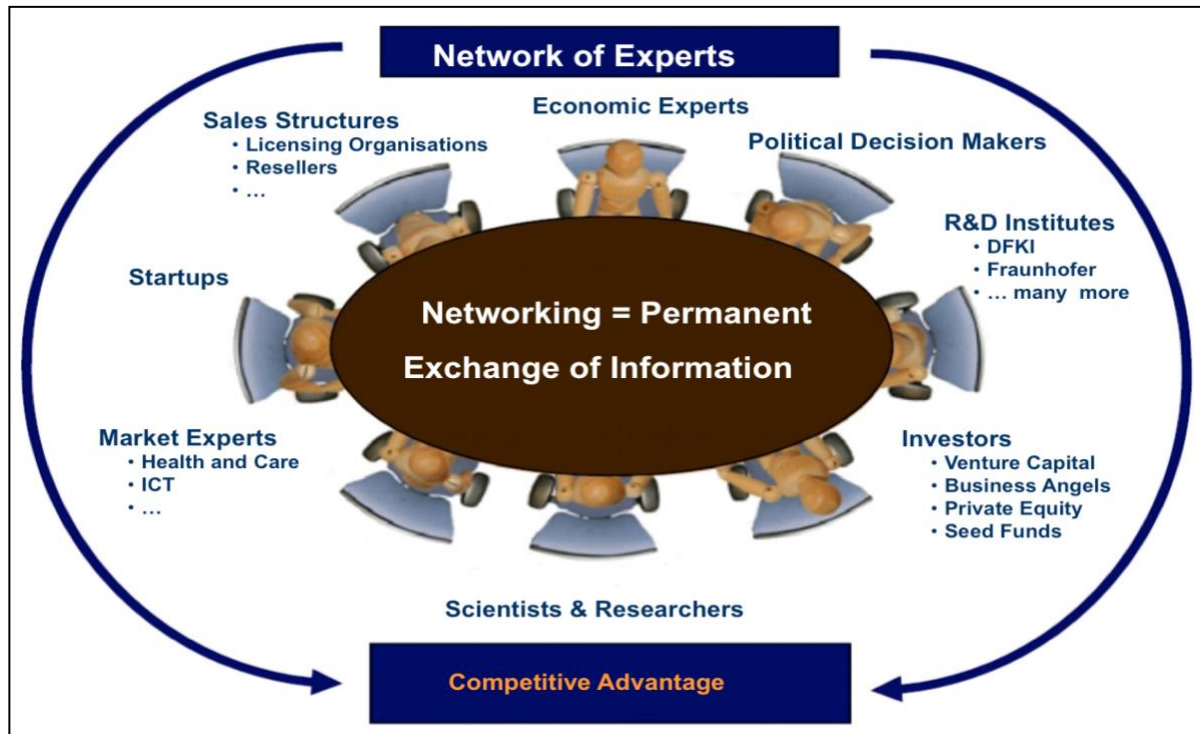 Network of Experts
Economic Experts
Sales Structures
• Licensing Organisations
• Resellers
• ...
Political Decision Makers
R&D Institutes
• DFKI
• Fraunhofer
• ... many more
Startups
Networking = Permanent
Exchange of Information
Market Experts
• Health and Care
• ICT
• ...
Investors
• Venture Capital
• Business Angels
• Private Equity
• Seed Funds
Scientists & Researchers
Competitive Advantage